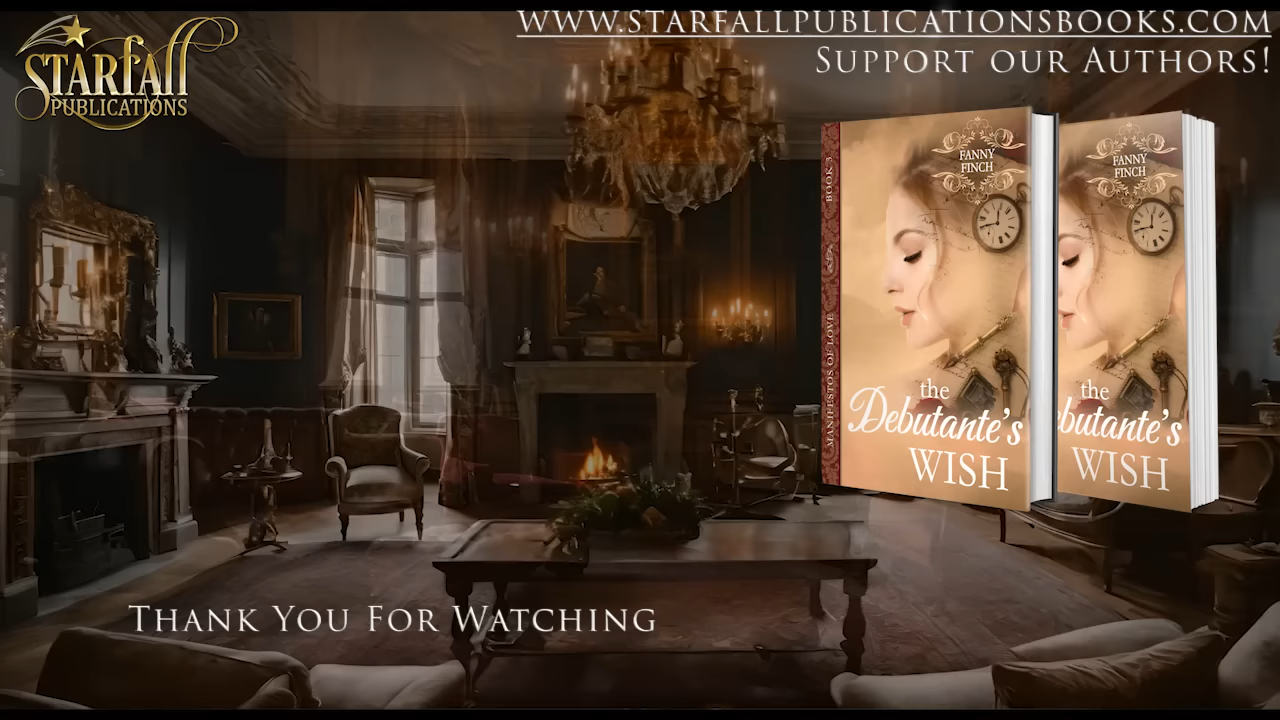 STARfall
PUBLICATIONS
WWW.STARFALLPUBLICATIONSBOOKS.COM
SUPPORT OUR AUTHORS!
BOOK 3
MANIFESTOS OF LOVE
FANNY
FINCH
the
Debutante's
WISH
FANNY
FINCH
the
ebutante's
WISH
THANK YOU FOR WATCHING